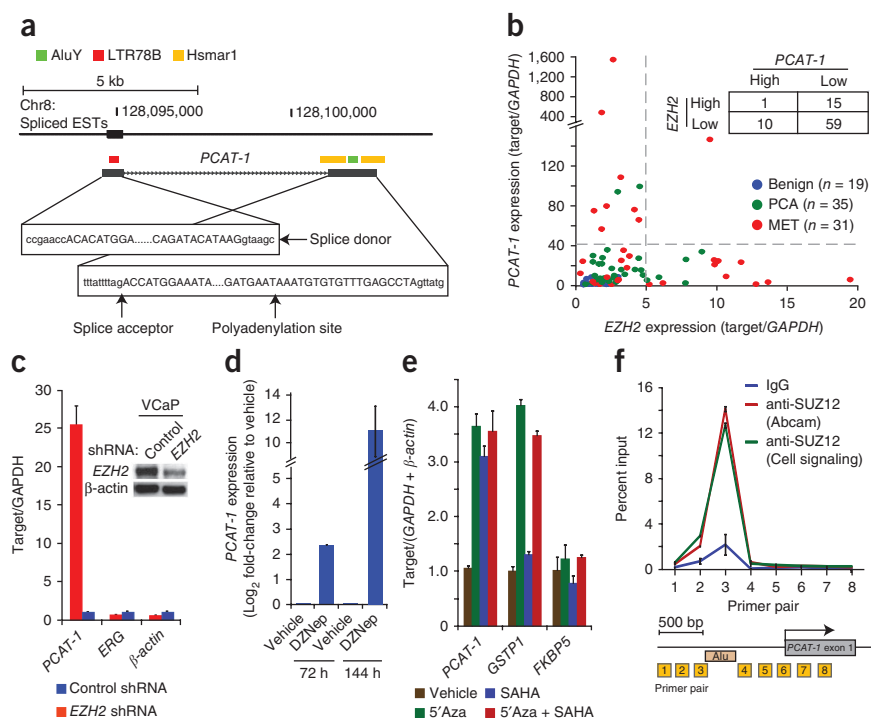 a
AluY LTR78B Hsmar1
5 kb
Chr8: 128,095,000 128,100,000
Spliced ESTs
PCAT-1
ccgaaccACACATGGA......CAGATACATAAGgtaagc
Splice donor
tttattttagACCATGGAAATA....GATGAATAAATGTGTGTTTGAGCCTAgttatg
Splice acceptor Polyadenylation site
b
PCAT-1 expression (target/GAPDH)
1,600
1,400
1,200
1,000
800
600
400
120
80
40
0
0 5 10 15 20
EZH2 expression (target/GAPDH)
PCAT-1
High Low
EZH2
High 1 15
Low 10 59
Benign (n = 19)
PCA (n = 35)
MET (n = 31)
c
Target/GAPDH
30
25
20
15
10
5
0
VCaP
shRNA: Control EZH2
EZH2
β-actin
PCAT-1 ERG β-actin
Control shRNA
EZH2 shRNA
d
PCAT-1 expression
(Log2 fold-change relative to vehicle)
14
12
10
8
6
4
3
2
1
0
Vehicle DZNep Vehicle DZNep
72 h 144 h
e
Target/(GAPDH + β-actin)
4.0
3.0
2.0
1.0
0
PCAT-1 GSTP1 FKBP5
Vehicle SAHA
5'Aza 5'Aza + SAHA
f
Percent input
16
12
8
4
0
1 2 3 4 5 6 7 8
Primer pair
IgG
anti-SUZ12
(Abcam)
anti-SUZ12
(Cell signaling)
500 bp
Alu
PCAT-1 exon 1
1 2 3 4 5 6 7 8
Primer pair